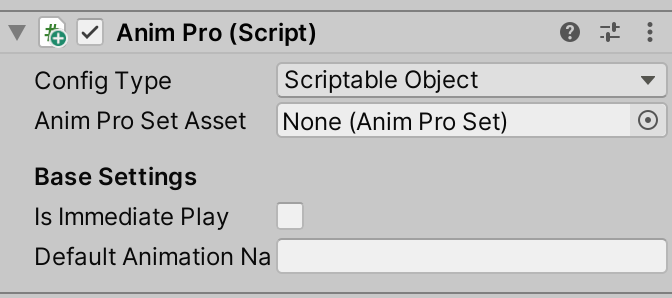 Anim Pro (Script)
Config Type Scriptable Object
Anim Pro Set Asset None (Anim Pro Set)
Base Settings
Is Immediate Play
Default Animation Na